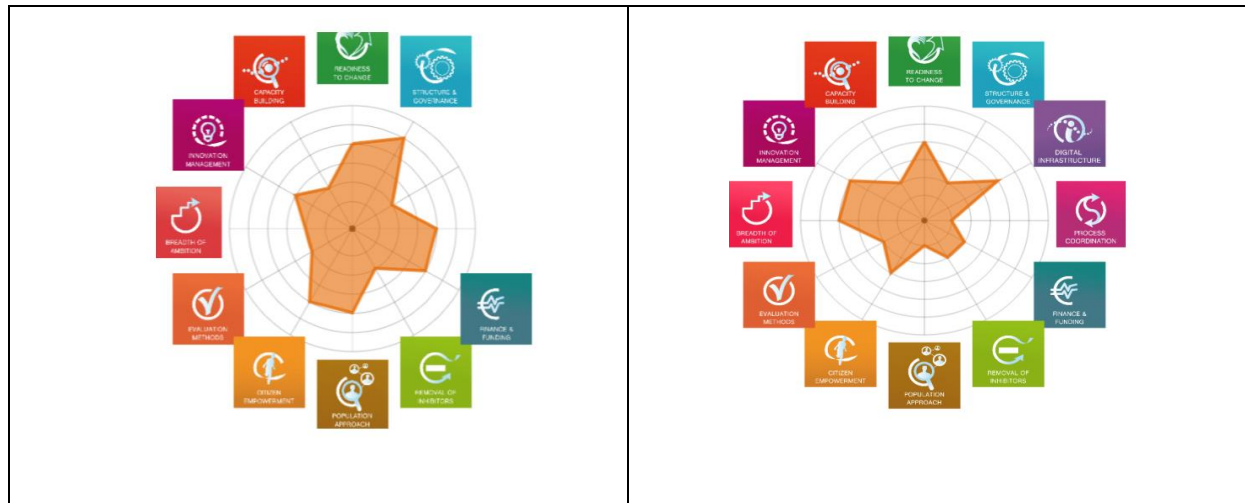 READINESS
TO CHANGE
STRUCTURE &
GOVERNANCE
CAPACITY
BUILDING
INNOVATION
MANAGEMENT
BREADTH OF
AMBITION
EVALUATION
METHODS
CITIZEN
EMPOWERMENT
POPULATION
APPROACH
REMOVAL OF
INHIBITORS
FINANCE &
FUNDING
READINESS
TO CHANGE
STRUCTURE &
GOVERNANCE
DIGITAL
INFRASTRUCTURE
PROCESS
COORDINATION
FINANCE &
FUNDING
REMOVAL OF
INHIBITORS
POPULATION
APPROACH
CITIZEN
EMPOWERMENT
EVALUATION
METHODS
BREADTH OF
AMBITION
INNOVATION
MANAGEMENT
CAPACITY
BUILDING